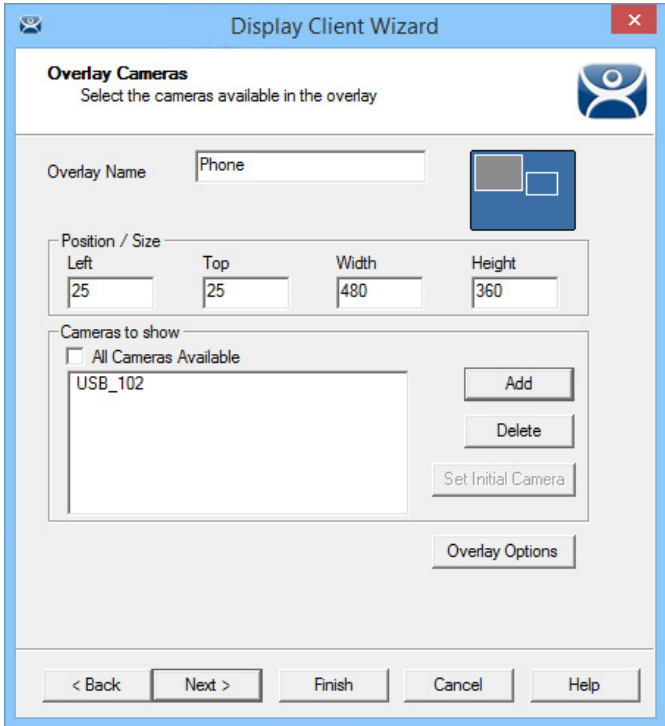 Display Client Wizard
Overlay Cameras
Select the cameras available in the overlay
Overlay Name Phone
Position / Size
Left Top Width Height
25 25 480 360
Cameras to show
All Cameras Available
USB_102
Add
Delete
Set Initial Camera
Overlay Options
< Back Next > Finish Cancel Help